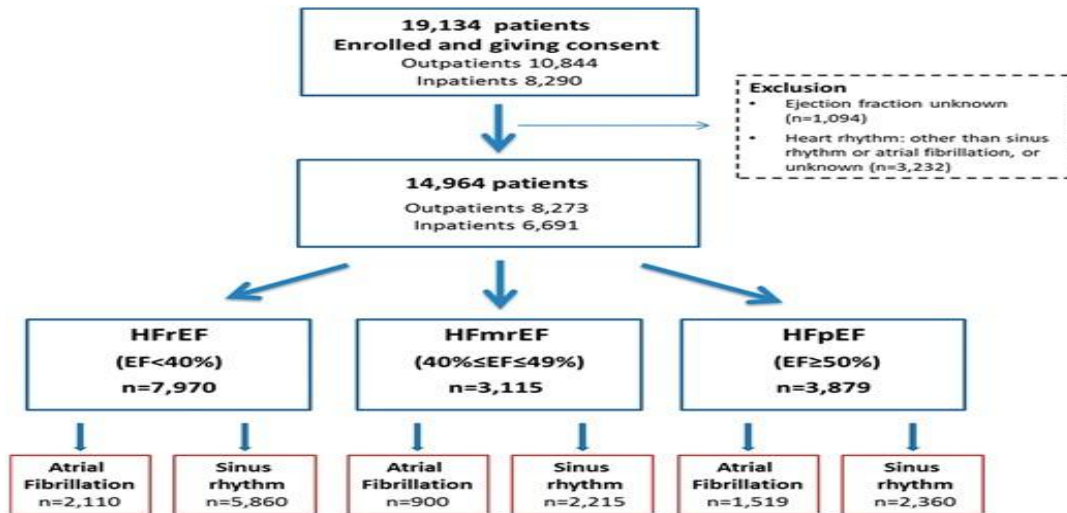 19,134 patients
Enrolled and giving consent
Outpatients 10,844
Inpatients 8,290
Exclusion
• Ejection fraction unknown
(n=1,094)
• Heart rhythm: other than sinus
rhythm or atrial fibrillation, or
unknown (n=3,232)
14,964 patients
Outpatients 8,273
Inpatients 6,691
HFrEF
(EF<40%)
n=7,970
HFmrEF
(40%≤EF≤49%)
n=3,115
HFpEF
(EF≥50%)
n=3,879
Atrial
Fibrillation
n=2,110
Sinus
rhythm
n=5,860
Atrial
Fibrillation
n=900
Sinus
rhythm
n=2,215
Atrial
Fibrillation
n=1,519
Sinus
rhythm
n=2,360